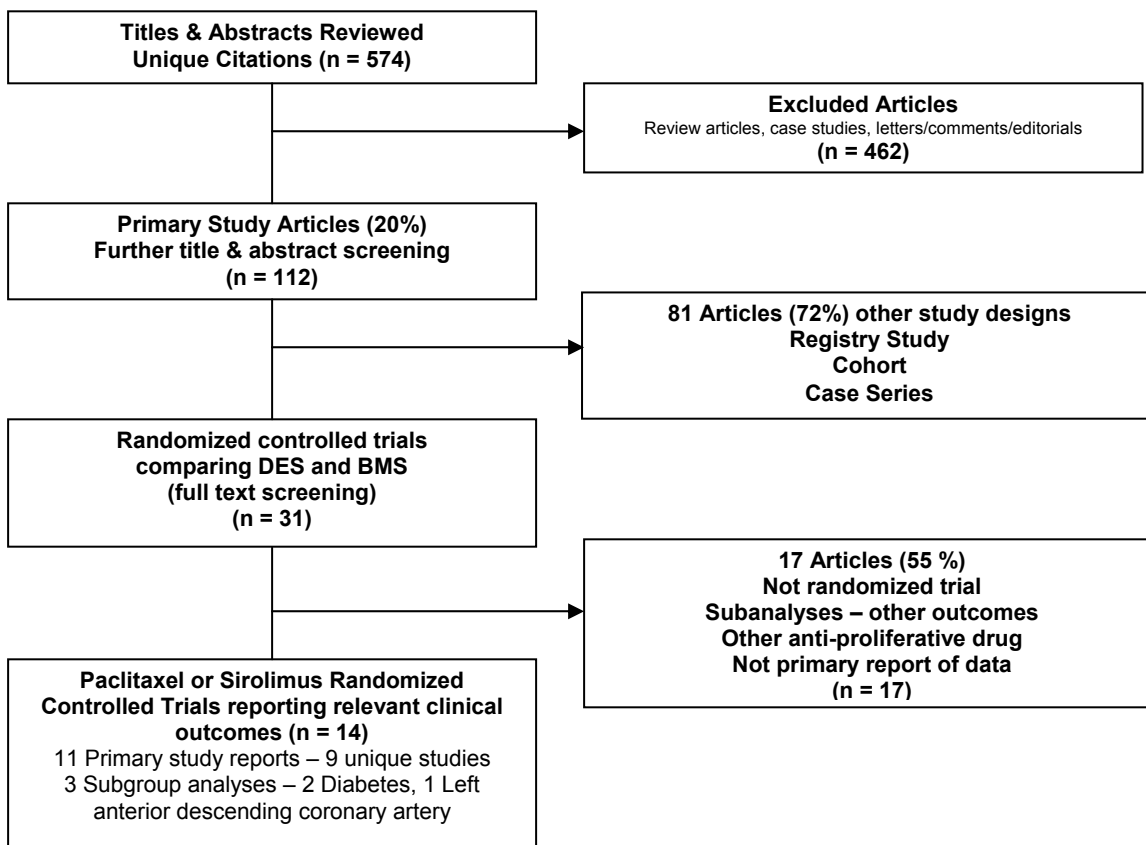 Titles & Abstracts Reviewed
Unique Citations (n = 574)
Excluded Articles
Review articles, case studies, letters/comments/editorials
(n = 462)
Primary Study Articles (20%)
Further title & abstract screening
(n = 112)
81 Articles (72%) other study designs
Registry Study
Cohort
Case Series
Randomized controlled trials
comparing DES and BMS
(full text screening)
(n = 31)
17 Articles (55 %)
Not randomized trial
Subanalyses – other outcomes
Other anti-proliferative drug
Not primary report of data
(n = 17)
Paclitaxel or Sirolimus Randomized
Controlled Trials reporting relevant clinical
outcomes (n = 14)
11 Primary study reports – 9 unique studies
3 Subgroup analyses – 2 Diabetes, 1 Left
anterior descending coronary artery